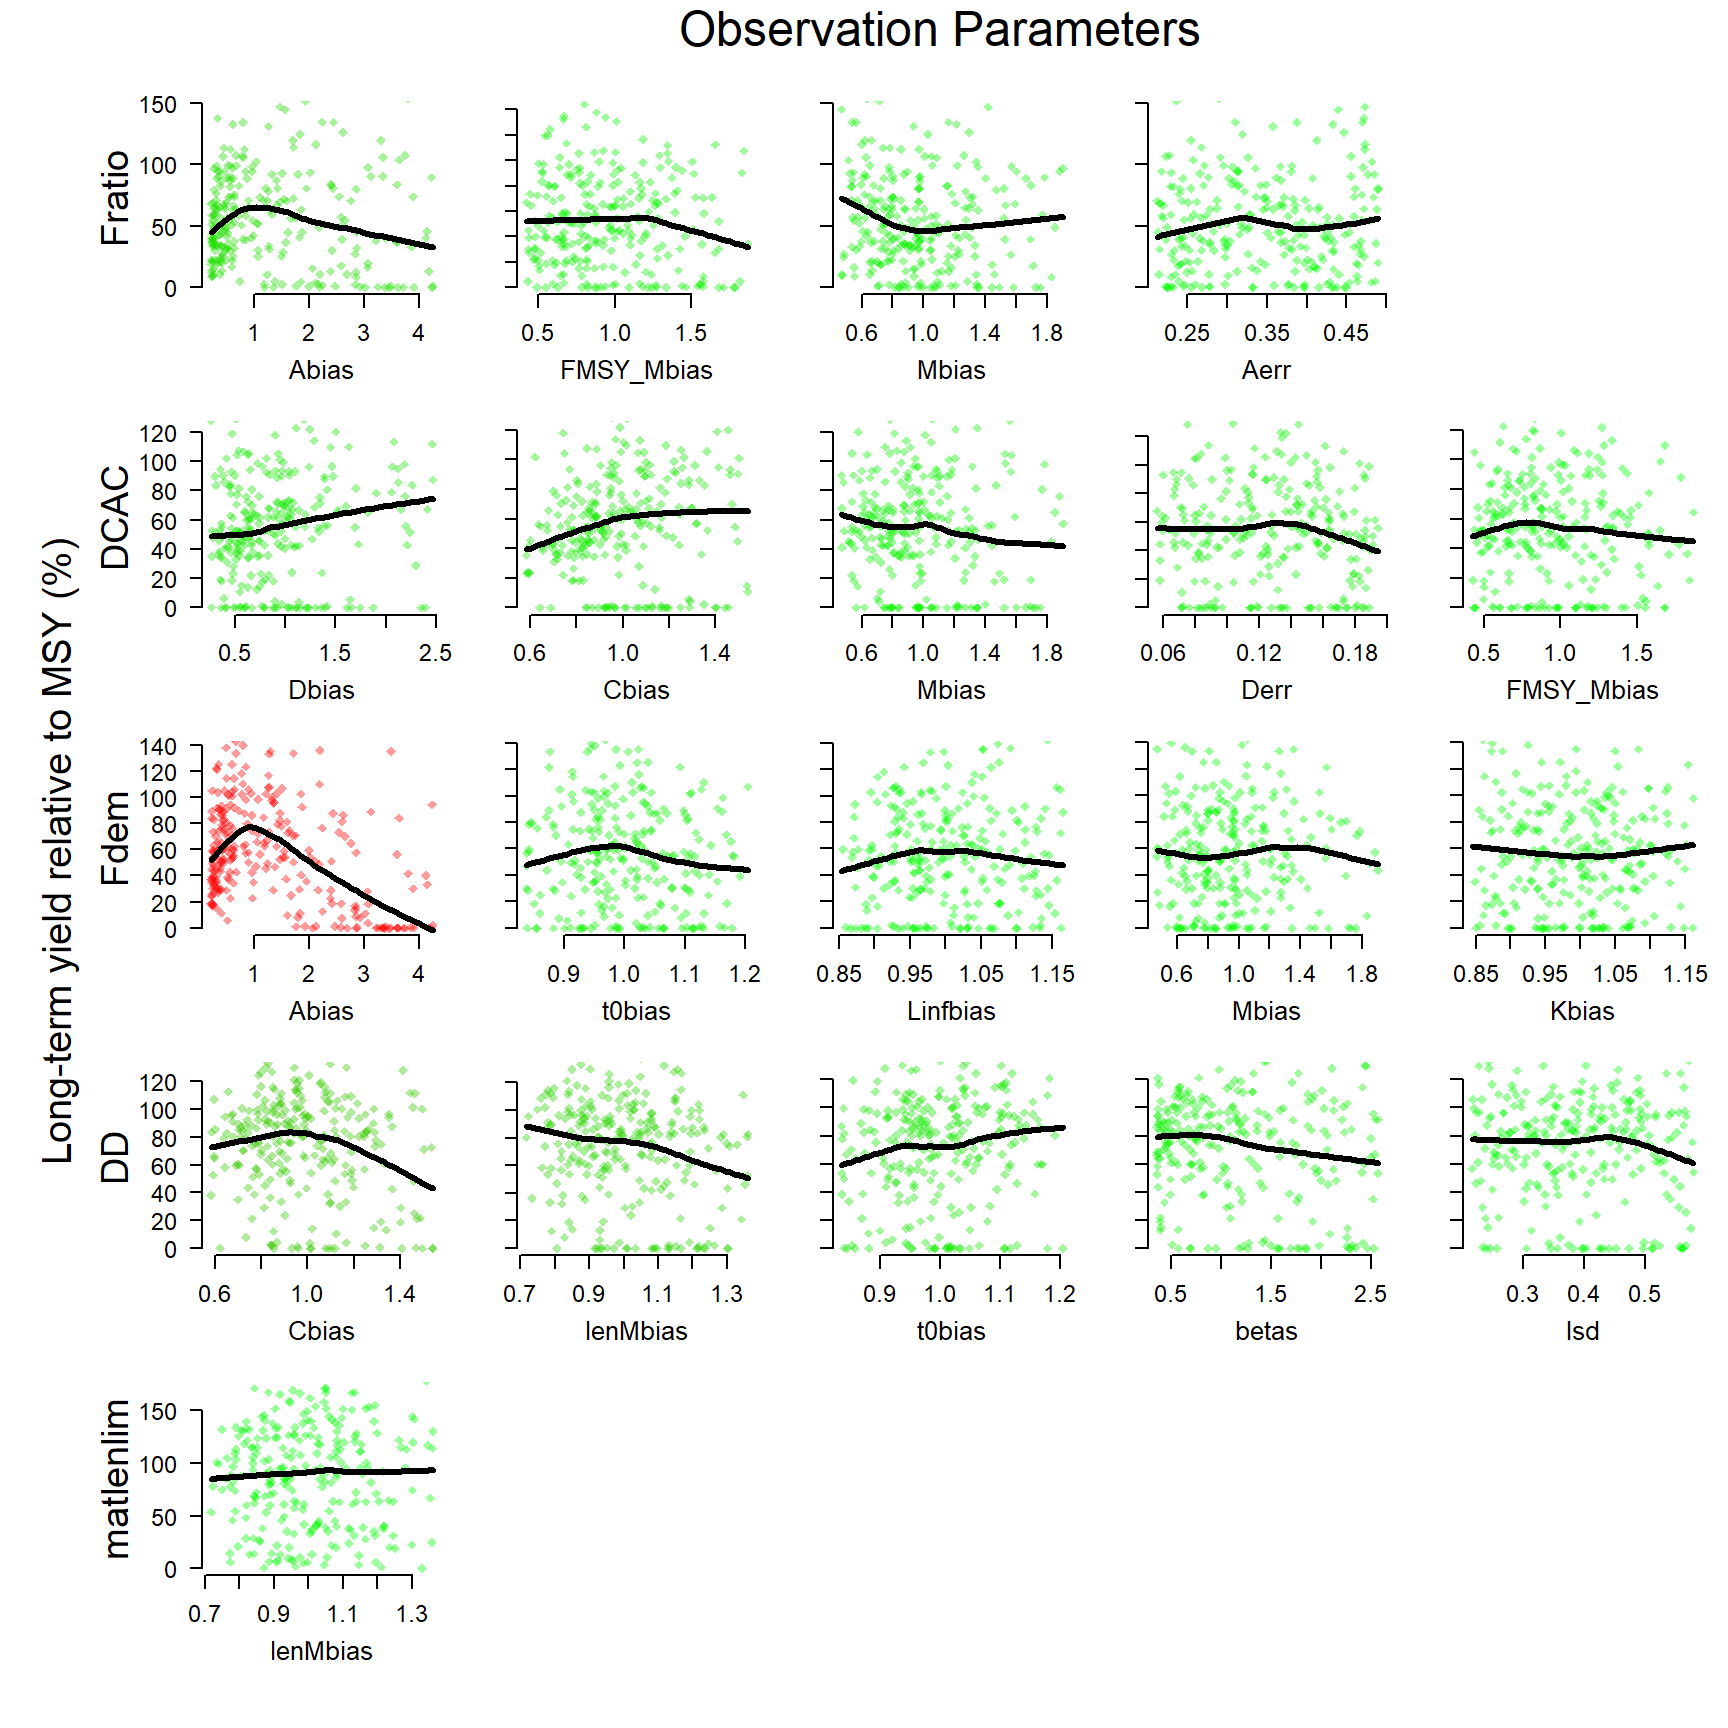 Observation Parameters
Long-term yield relative to MSY (%)
Fratio
150
100
50
0
1 2 3 4
Abias
0.5 1.0 1.5
FMSY_Mbias
0.6 1.0 1.4 1.8
Mbias
0.25 0.35 0.45
Aerr
DCAC
120
100
80
60
40
20
0
0.5 1.5 2.5
Dbias
0.6 1.0 1.4
Cbias
0.6 1.0 1.4 1.8
Mbias
0.06 0.12 0.18
Derr
0.5 1.0 1.5
FMSY_Mbias
Fdem
140
120
100
80
60
40
20
0
1 2 3 4
Abias
0.9 1.0 1.1 1.2
t0bias
0.85 0.95 1.05 1.15
Linfbias
0.6 1.0 1.4 1.8
Mbias
0.85 0.95 1.05 1.15
Kbias
DD
120
100
80
60
40
20
0
0.6 1.0 1.4
Cbias
0.7 0.9 1.1 1.3
lenMbias
0.9 1.0 1.1 1.2
t0bias
0.5 1.5 2.5
betas
0.3 0.4 0.5
Isd
matlenlim
150
100
50
0
0.7 0.9 1.1 1.3
lenMbias